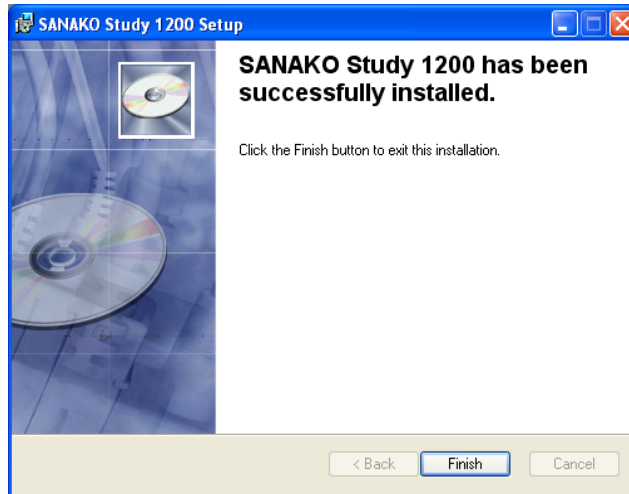 SANAKO Study 1200 Setup
SANAKO Study 1200 has been
successfully installed.
Click the Finish button to exit this installation.
< Back
Finish
Cancel